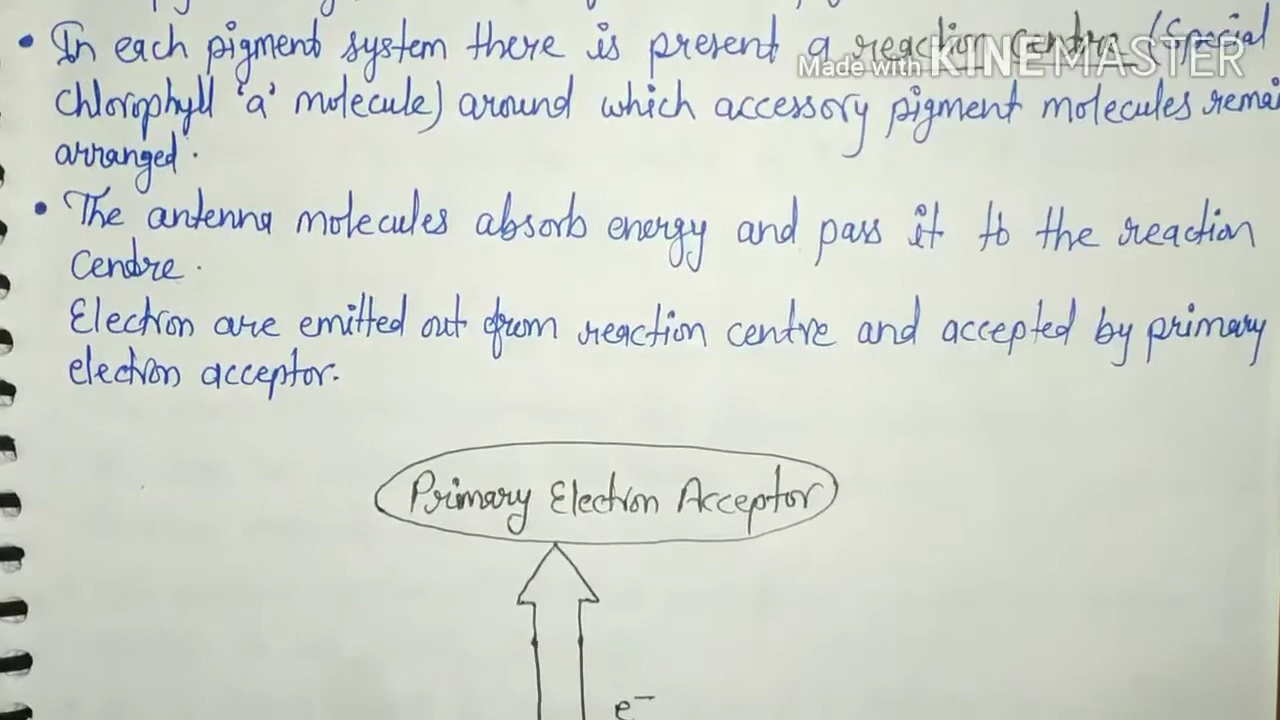 • In each pigment system there is present a reaction centre (Special
Made with KINEMASTER
chlorophyll 'a' molecule) around which accessory pigment molecules remai
arranged.
• The antenna molecules absorb energy and pass it to the reaction
Centre.
Electron are emitted out from reaction centre and accepted by primary
electron acceptor.
Primary Electron Acceptor
e⁻